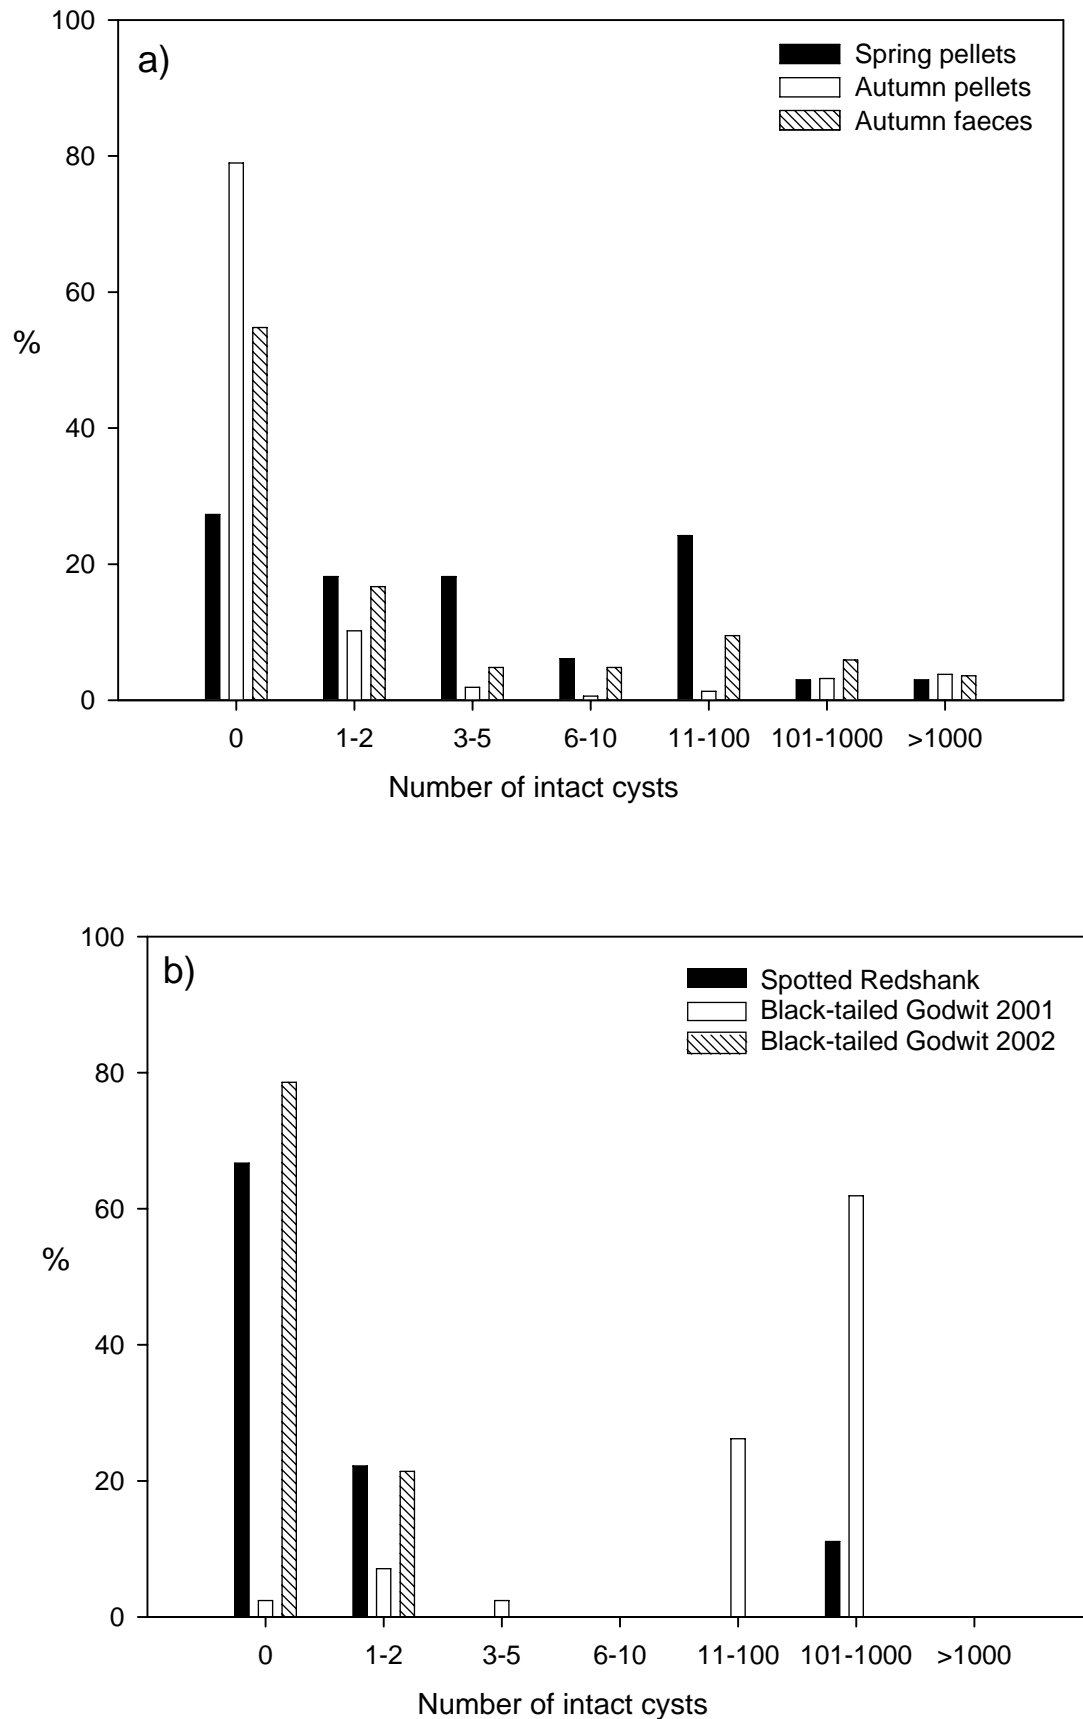 100
a)
Spring pellets
Autumn pellets
Autumn faeces
80
60
%
40
20
0
0 1-2 3-5 6-10 11-100 101-1000 >1000
Number of intact cysts
100
b)
Spotted Redshank
Black-tailed Godwit 2001
Black-tailed Godwit 2002
80
60
%
40
20
0
0 1-2 3-5 6-10 11-100 101-1000 >1000
Number of intact cysts